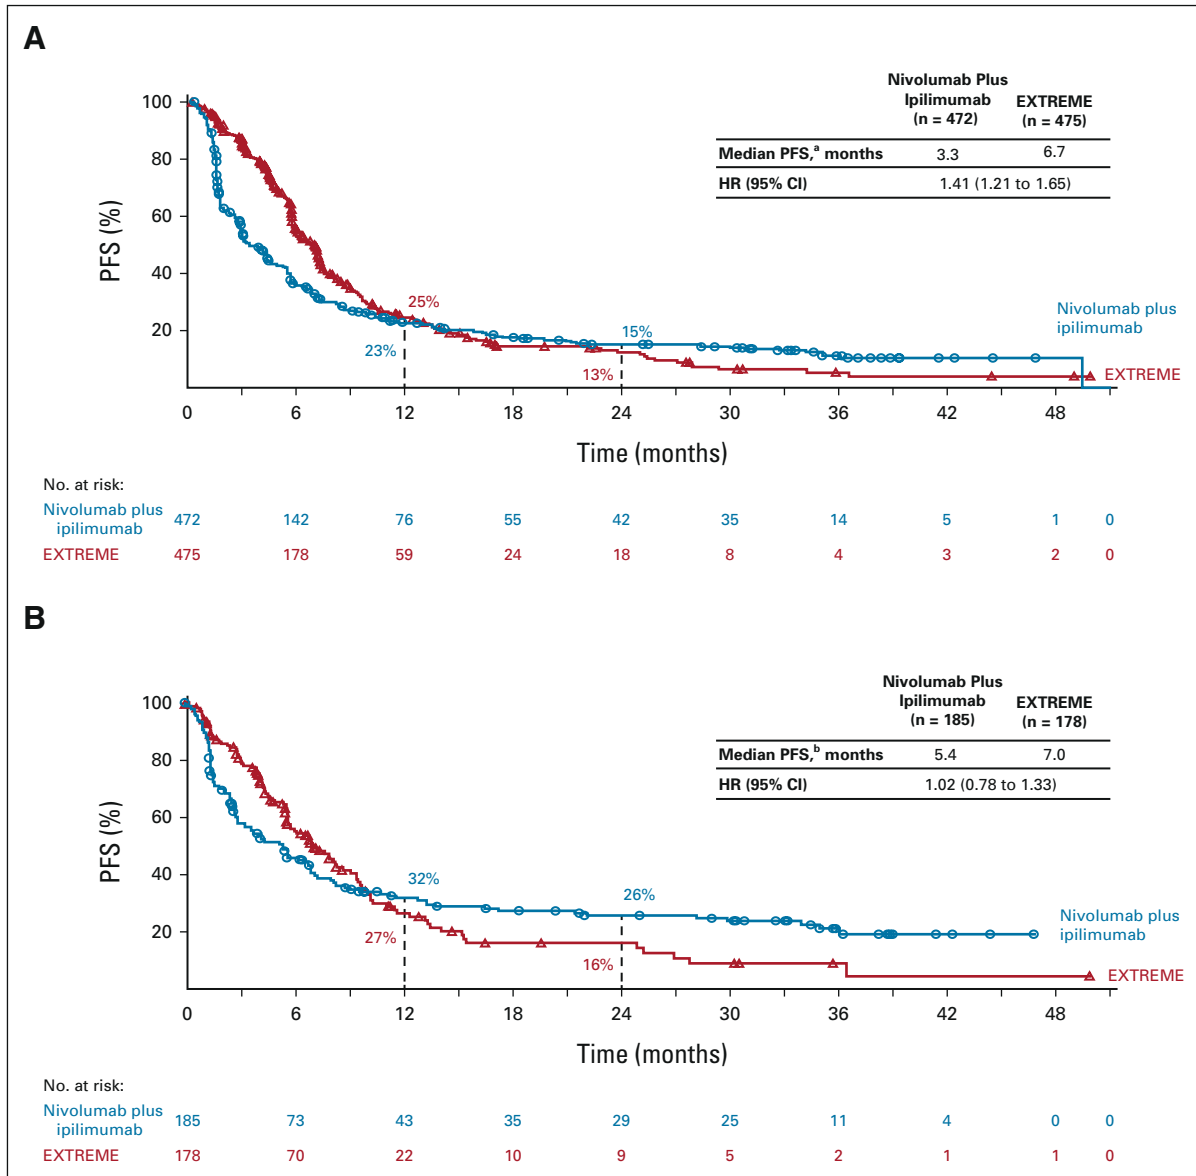 A
Nivolumab Plus
Ipilimumab EXTREME
(n = 472) (n = 475)
Median PFS,a months 3.3 6.7
HR (95% CI) 1.41 (1.21 to 1.65)
PFS (%)
100
80
60
40
20
25%
23%
15%
13%
Nivolumab plus
ipilimumab
EXTREME
0 6 12 18 24 30 36 42 48
Time (months)
No. at risk:
Nivolumab plus
ipilimumab
472 142 76 55 42 35 14 5 1 0
EXTREME 475 178 59 24 18 8 4 3 2 0
B
Nivolumab Plus
Ipilimumab EXTREME
(n = 185) (n = 178)
Median PFS,b months 5.4 7.0
HR (95% CI) 1.02 (0.78 to 1.33)
PFS (%)
100
80
60
40
20
32%
27%
26%
16%
Nivolumab plus
ipilimumab
EXTREME
0 6 12 18 24 30 36 42 48
Time (months)
No. at risk:
Nivolumab plus
ipilimumab
185 73 43 35 29 25 11 4 0 0
EXTREME 178 70 22 10 9 5 2 1 1 0